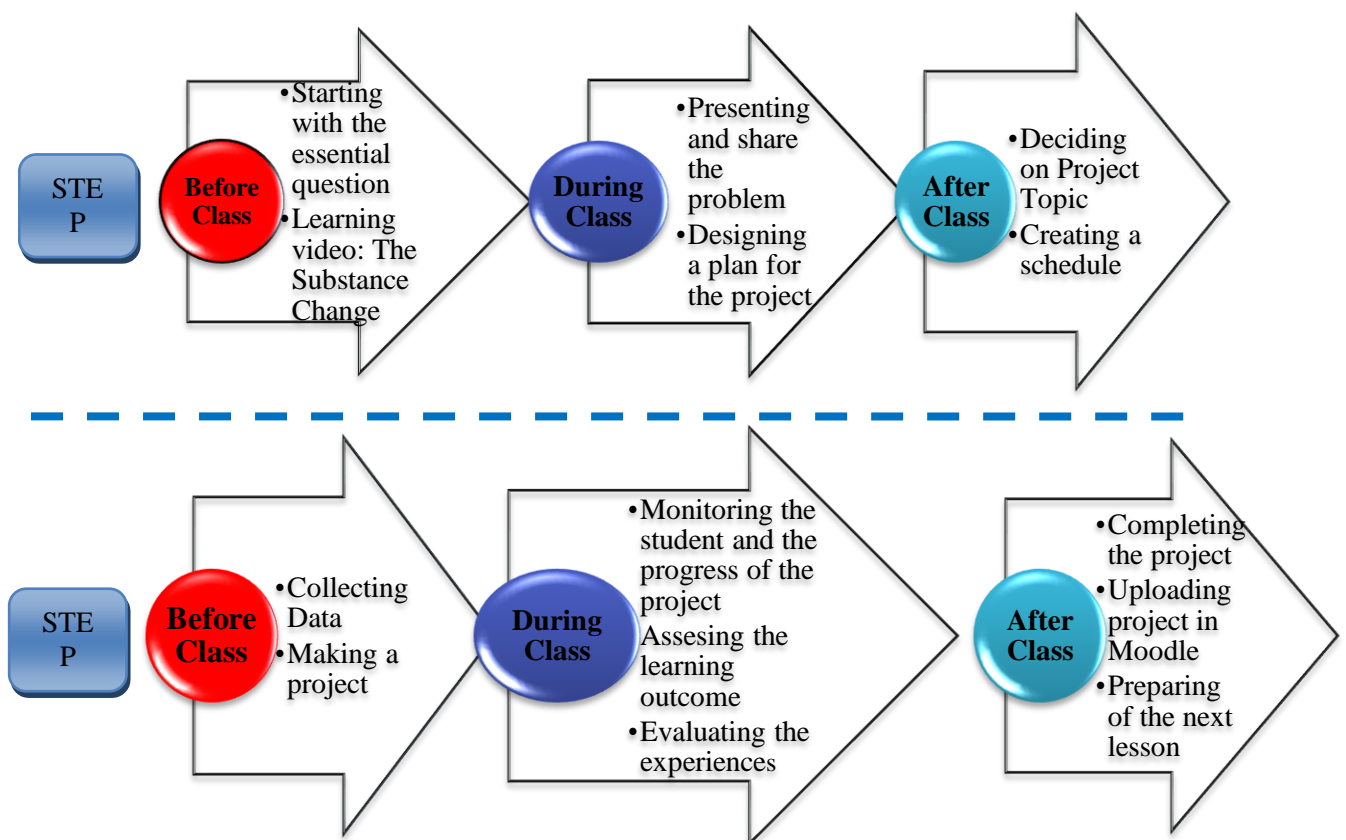 STE
P
Before
Class
•Starting
with the
essential
question
•Learning
video: The
Substance
Change
During
Class
•Presenting
and share
the
problem
•Designing
a plan for
the project
After
Class
•Deciding
on Project
Topic
•Creating a
schedule
STE
P
Before
Class
•Collecting
Data
•Making a
project
During
Class
•Monitoring the
student and the
progress of the
project
•Assesing the
learning
outcome
•Evaluating the
experiences
After
Class
•Completing
the project
•Uploading
project in
Moodle
•Preparing
of the next
lesson